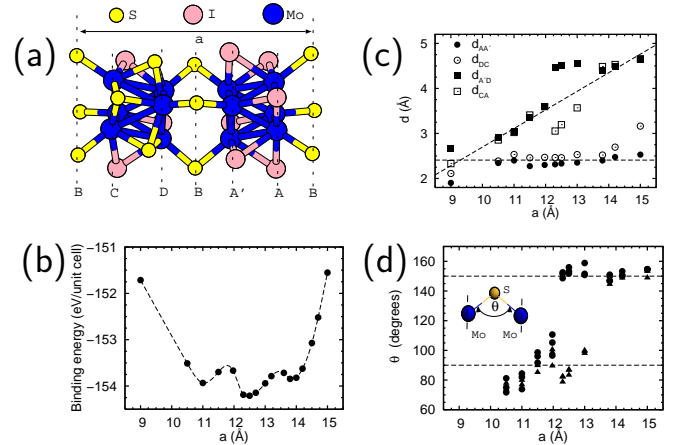 (a)
S I Mo
a
B C D B A' A B
(b)
Binding energy (eV/unit cell)
−151
−152
−153
−154
9 10 11 12 13 14 15
a (Å)
(c)
d_AA'
d_DC
d_A'D
d_CA
d (Å)
5
4
3
2
9 10 11 12 13 14 15
a (Å)
(d)
θ (degrees)
160
140
120
100
80
60
S
θ
Mo Mo
9 10 11 12 13 14 15
a (Å)